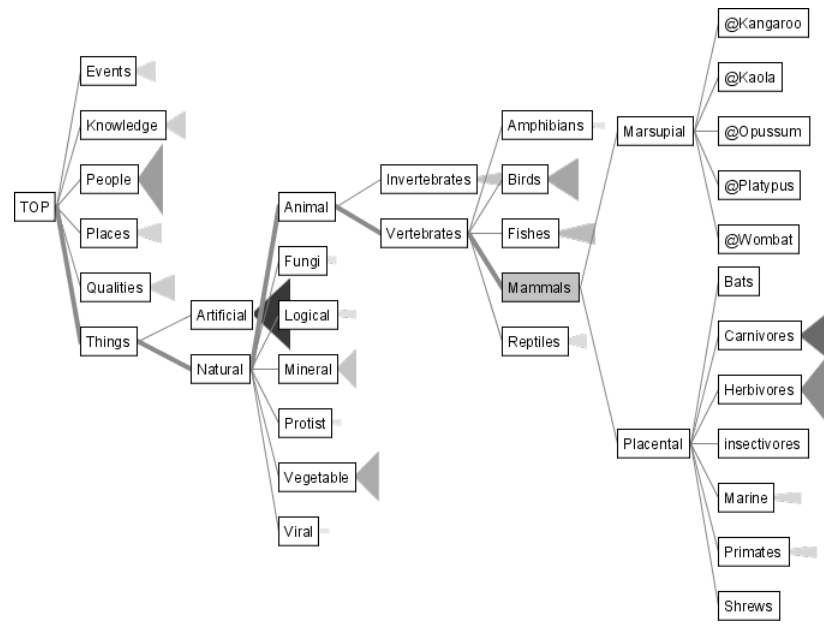 TOP
Events
Knowledge
People
Places
Qualities
Things
Artificial
Natural
Animal
Fungi
Logical
Mineral
Protist
Vegetable
Viral
Invertebrates
Vertebrates
Amphibians
Birds
Fishes
Mammals
Reptiles
Marsupial
Placental
@Kangaroo
@Kaola
@Opussum
@Platypus
@Wombat
Bats
Carnivores
Herbivores
insectivores
Marine
Primates
Shrews